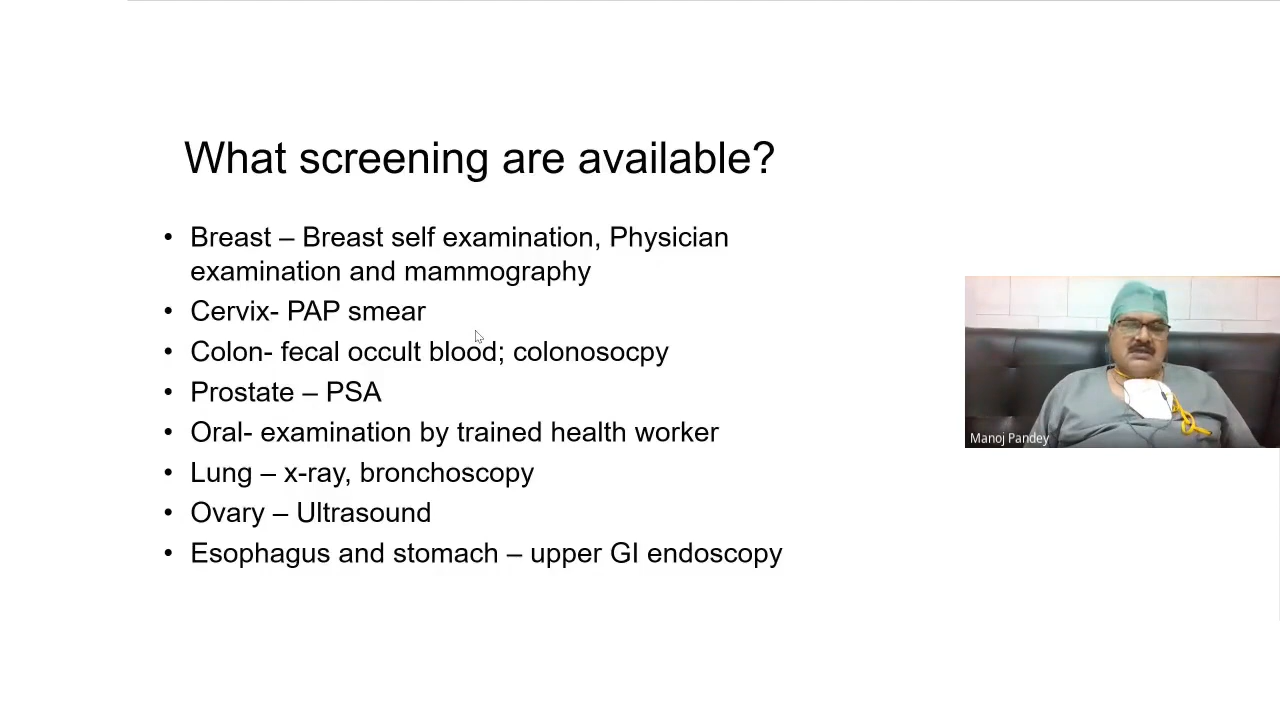 What screening are available?
• Breast – Breast self examination, Physician
examination and mammography
• Cervix- PAP smear
• Colon- fecal occult blood; colonosocpy
• Prostate – PSA
• Oral- examination by trained health worker
• Lung – x-ray, bronchoscopy
• Ovary – Ultrasound
• Esophagus and stomach – upper GI endoscopy
Manoj Pandey